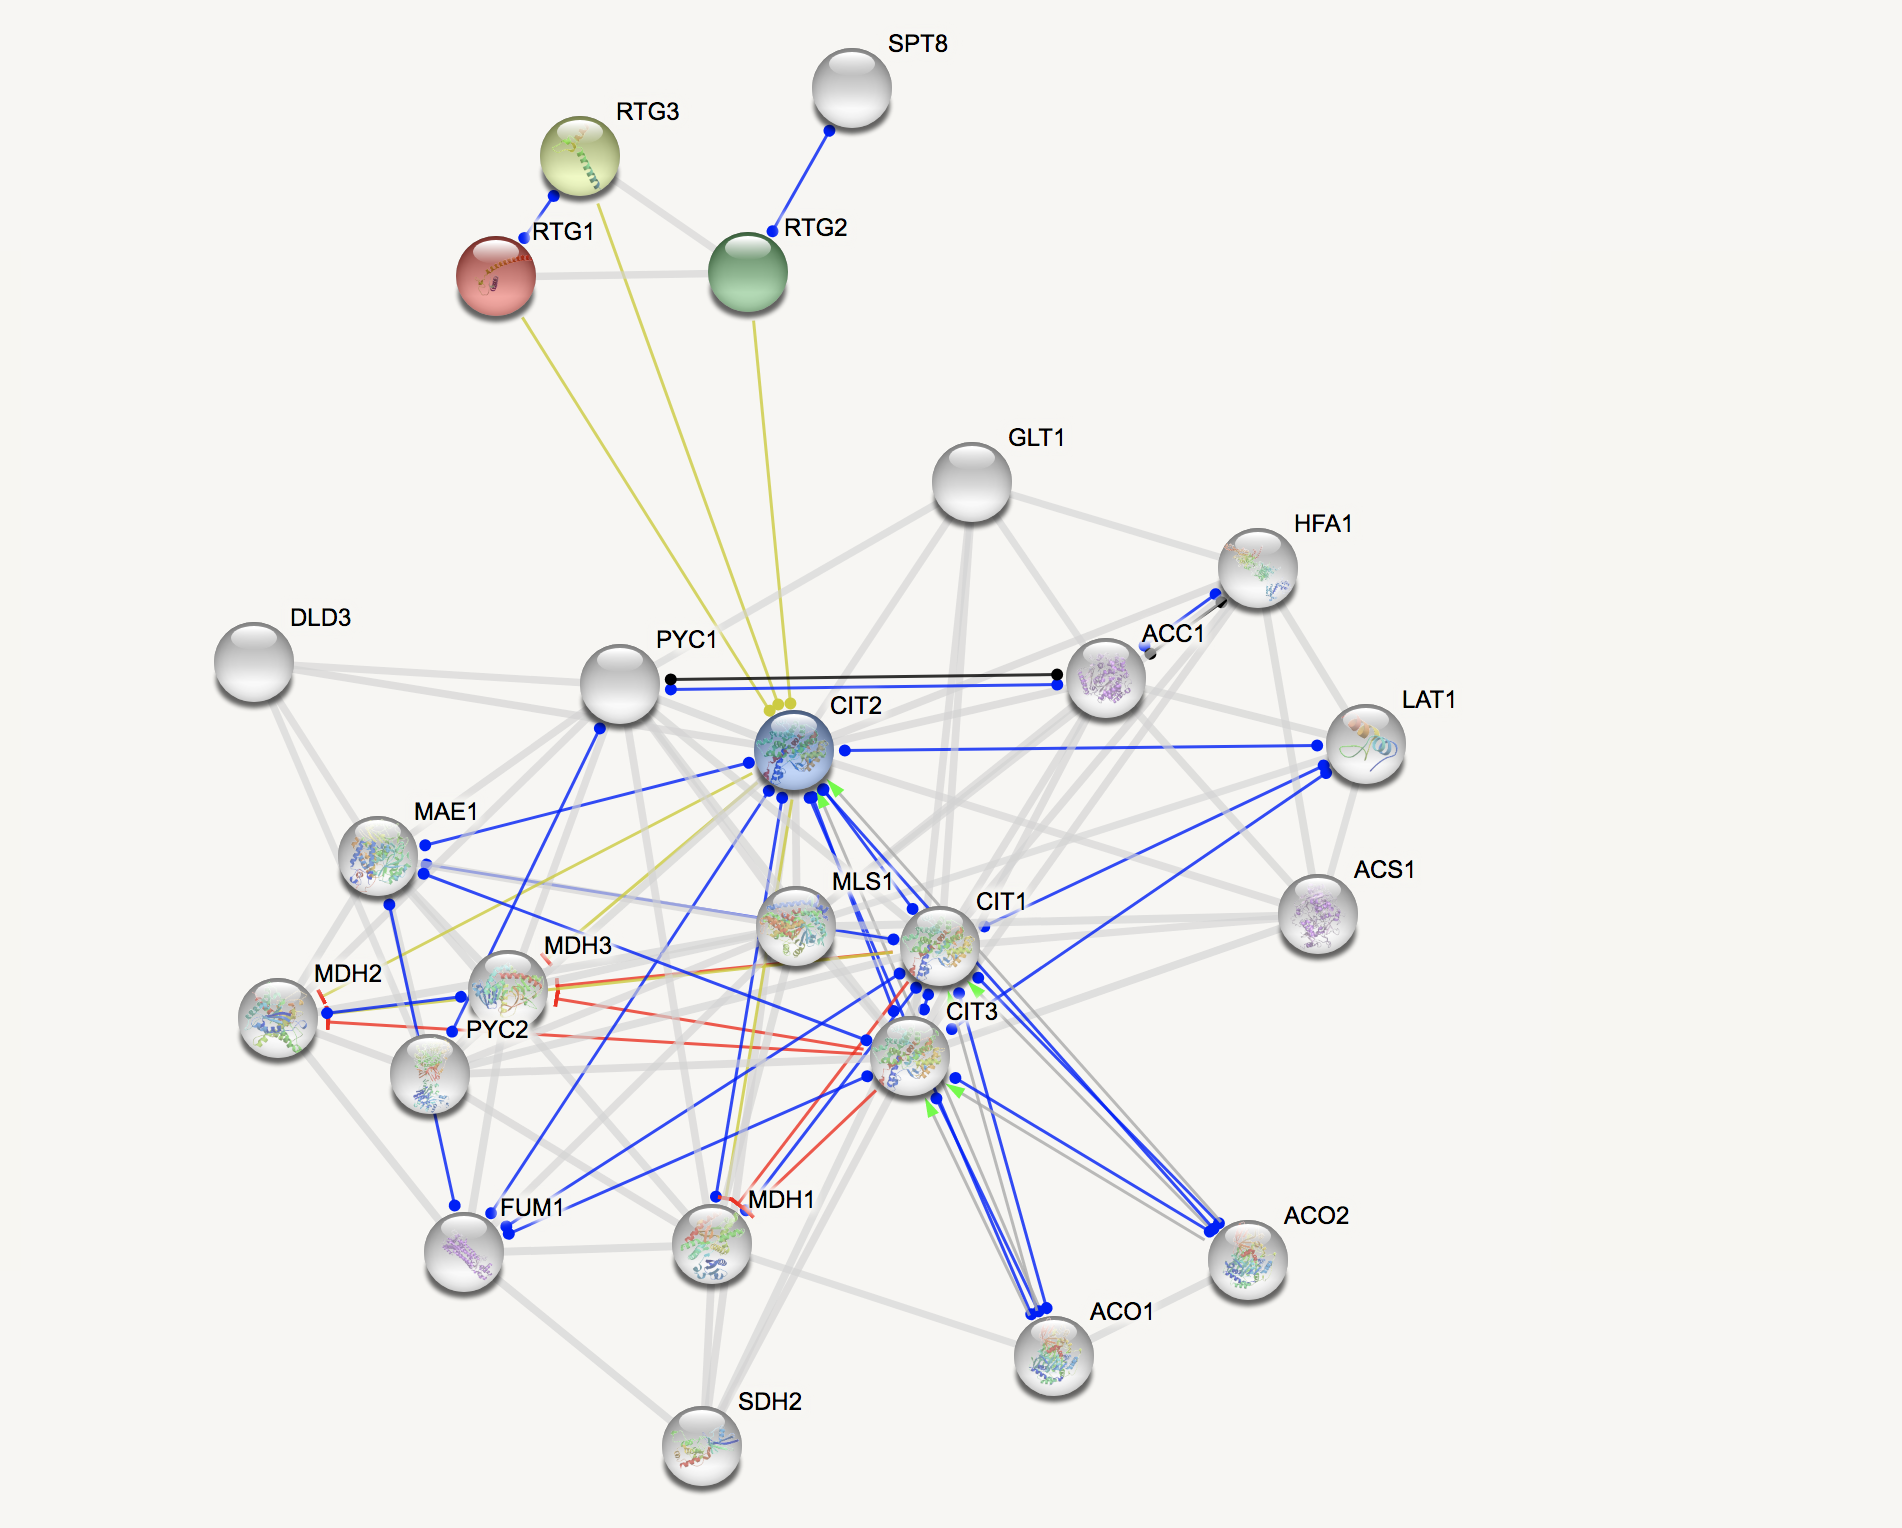 SPT8
RTG3
RTG2
RTG1
GLT1
HFA1
DLD3
PYC1
ACC1
LAT1
CIT2
MAE1
MLS1
ACS1
CIT1
MDH3
MDH2
CIT3
PYC2
MDH1
FUM1
ACO2
ACO1
SDH2